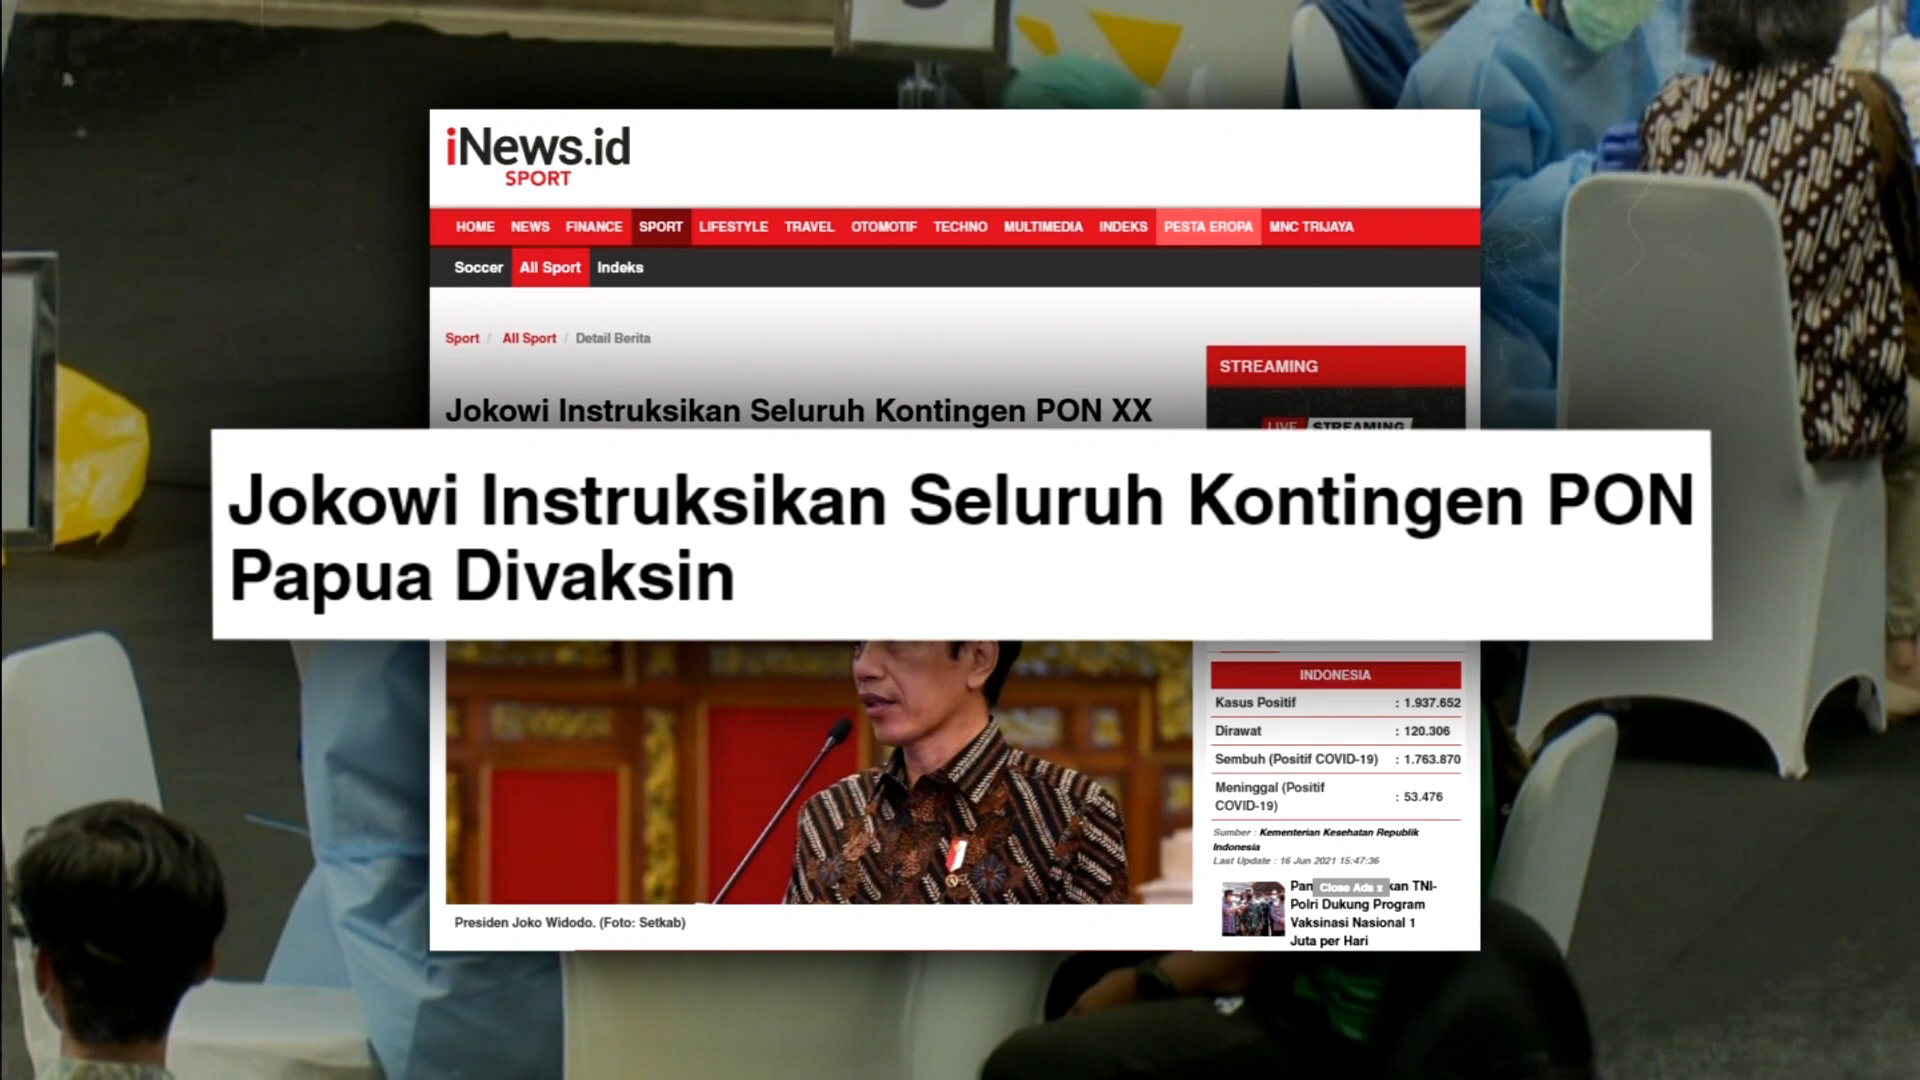 iNews.id
SPORT
HOME NEWS FINANCE SPORT LIFESTYLE TRAVEL OTOMOTIF TECHNO MULTIMEDIA INDEKS PESTA EROPA MNC TRIJAYA
Soccer All Sport Indeks
Sport / All Sport / Detail Berita
STREAMING
Jokowi Instruksikan Seluruh Kontingen PON XX
LIVE STREAMING
Jokowi Instruksikan Seluruh Kontingen PON
Papua Divaksin
INDONESIA
Kasus Positif : 1.937.652
Dirawat : 120.306
Sembuh (Positif COVID-19) : 1.763.870
Meninggal (Positif
COVID-19) : 53.476
Sumber : Kementerian Kesehatan Republik
Indonesia
Last Update : 16 Jun 2021 15:47:36
Close Ads x
kan TNI-
Polri Dukung Program
Vaksinasi Nasional 1
Juta per Hari
Presiden Joko Widodo. (Foto: Setkab)